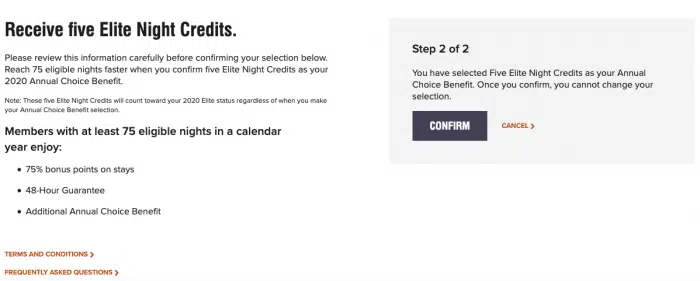 Receive five Elite Night Credits.
Please review this information carefully before confirming your selection below.
Reach 75 eligible nights faster when you confirm five Elite Night Credits as your
2020 Annual Choice Benefit.
Note: These five Elite Night Credits will count toward your 2020 Elite status regardless of when you make
your Annual Choice Benefit selection.
Members with at least 75 eligible nights in a calendar
year enjoy:
• 75% bonus points on stays
• 48-Hour Guarantee
• Additional Annual Choice Benefit
TERMS AND CONDITIONS ❯
FREQUENTLY ASKED QUESTIONS ❯
Step 2 of 2
You have selected Five Elite Night Credits as your Annual
Choice Benefit. Once you confirm, you cannot change your
selection.
CONFIRM
CANCEL ❯